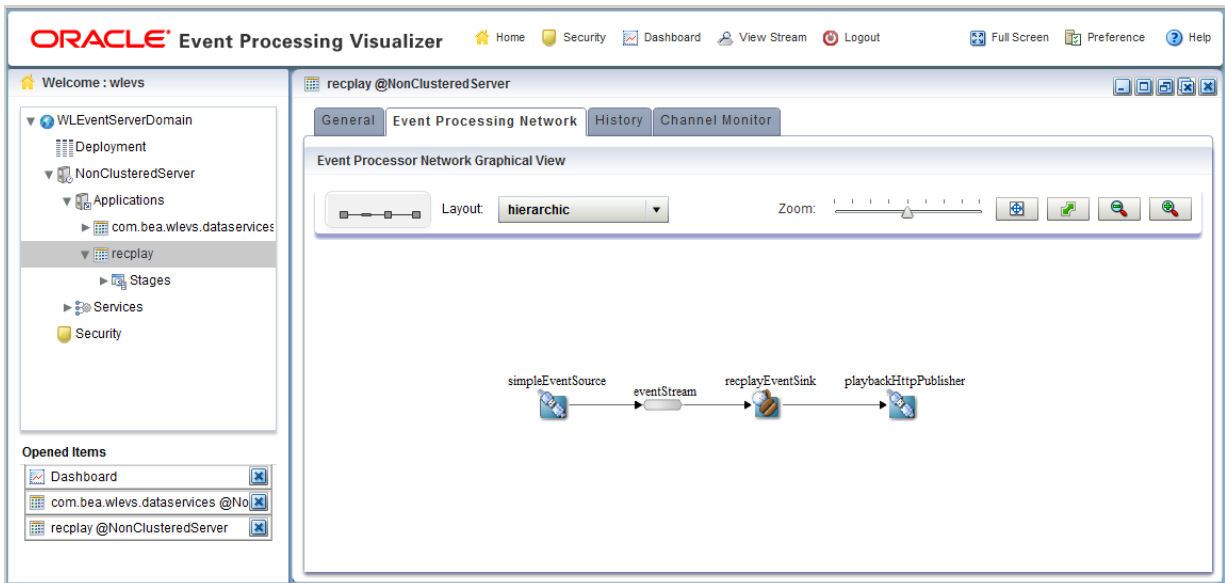 ORACLE Event Processing Visualizer Home Security Dashboard View Stream Logout Full Screen Preference Help
Welcome : wlevs
WLEventServerDomain
Deployment
NonClusteredServer
Applications
com.bea.wlevs.dataservices
recplay
Stages
Services
Security
Opened Items
Dashboard
com.bea.wlevs.dataservices @No
recplay @NonClusteredServer
recplay @NonClusteredServer
General Event Processing Network History Channel Monitor
Event Processor Network Graphical View
Layout: hierarchic Zoom:
simpleEventSource eventStream recplayEventSink playbackHttpPublisher